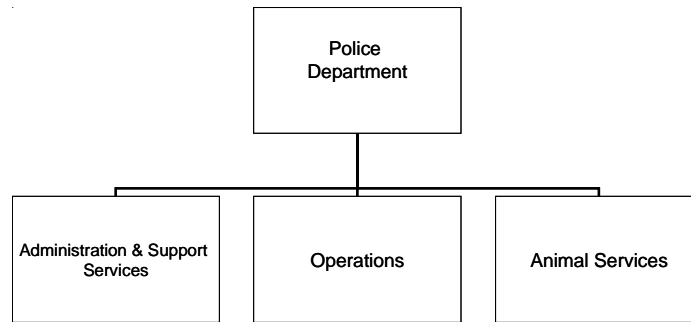 Police
Department
Administration & Support
Services
Operations
Animal Services